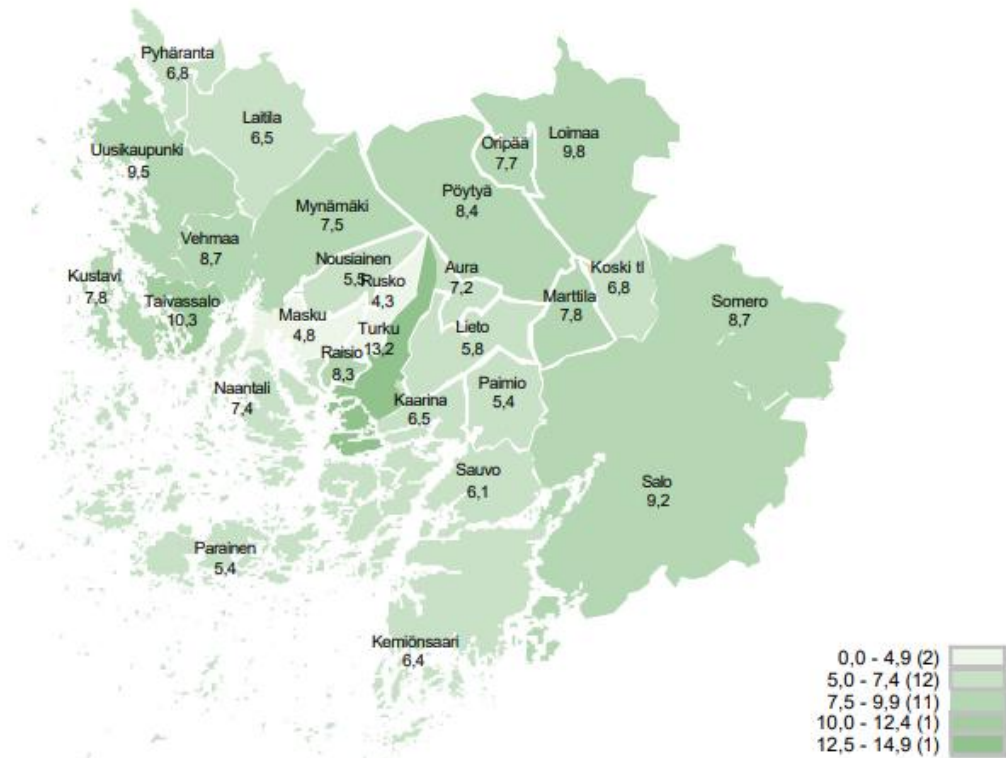 Pyhäranta
6,8
Laitila
6,5
Uusikaupunki
9,5
Loimaa
9,8
Oripää
7,7
Pöytyä
8,4
Mynämäki
7,5
Vehmaa
8,7
Nousiainen
5,5
Rusko
4,3
Aura
7,2
Koski tl
6,8
Kustavi
7,8
Taivassalo
10,3
Marttila
7,8
Somero
8,7
Masku
4,8
Turku
13,2
Lieto
5,8
Raisio
8,3
Paimio
5,4
Naantali
7,4
Kaarina
6,5
Sauvo
6,1
Salo
9,2
Parainen
5,4
Kemiönsaari
6,4
0,0 - 4,9 (2)
5,0 - 7,4 (12)
7,5 - 9,9 (11)
10,0 - 12,4 (1)
12,5 - 14,9 (1)